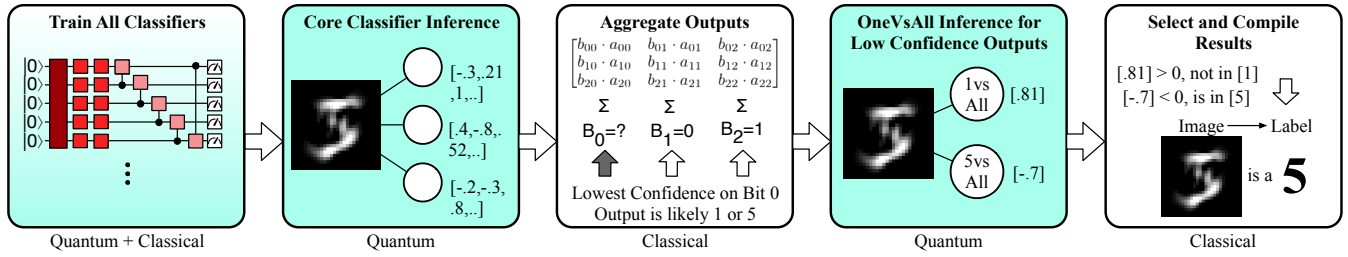 Train All Classifiers
|0⟩
|0⟩
|0⟩
|0⟩
|0⟩
Quantum + Classical
Core Classifier Inference
[-.3,.21
,1,..]
[.4,-.8,.
52,..]
[-.2,-.3,
.8,..]
Quantum
Aggregate Outputs
b00 · a00 b01 · a01 b02 · a02
b10 · a10 b11 · a11 b12 · a12
b20 · a20 b21 · a21 b22 · a22
Σ Σ Σ
B0=? B1=0 B2=1
Lowest Confidence on Bit 0
Output is likely 1 or 5
Classical
OneVsAll Inference for
Low Confidence Outputs
1vs
All
[.81]
5vs
All
[-.7]
Quantum
Select and Compile
Results
[.81] > 0, not in [1]
[-.7] < 0, is in [5]
Image Label
is a 5
Classical